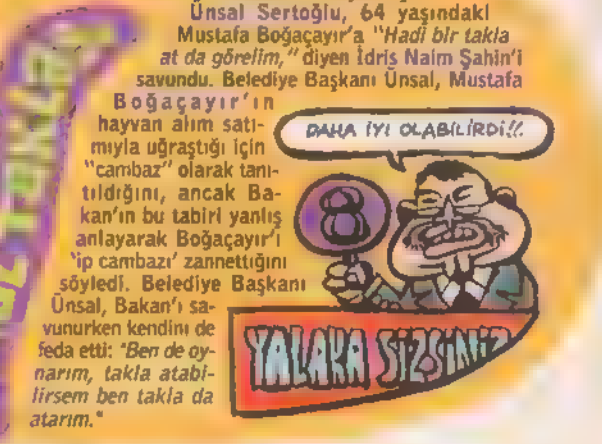 Ünsal Sertoğlu, 64 yaşındaki
Mustafa Boğaçayır'a "Hadi bir takla
at da görelim," diyen İdris Naim Şahin'i
savundu. Belediye Başkanı Ünsal, Mustafa
Boğaçayır'ın
hayvan alım satı-
mıyla uğraştığı için
"cambaz" olarak tanı-
tıldığını, ancak Ba-
kan'ın bu tabiri yanlış
anlayarak Boğaçayır'ı
'ip cambazı' zannettiğini
söyledi. Belediye Başkanı
Ünsal, Bakan'ı sa-
vunurken kendini de
feda etti: "Ben de oy-
narım, takla atabi-
lirsem ben takla da
atarım."
DAHA İYİ OLABİLİRDİ!!
8
YALAKA SİZSİNİZ